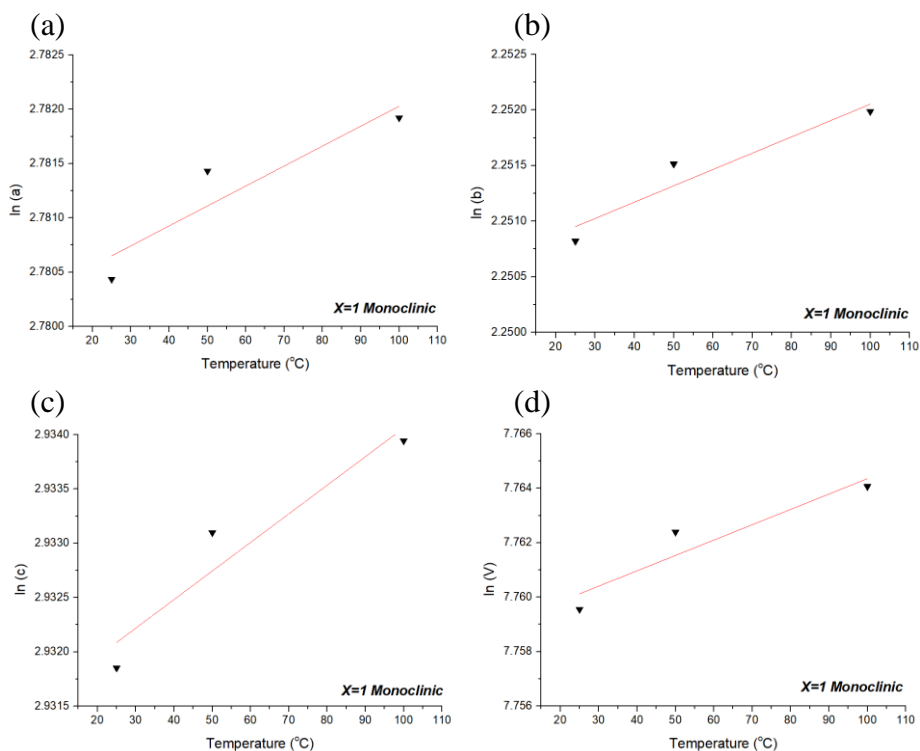 (a)
2.7825
2.7820
2.7815
2.7810
2.7805
2.7800
ln (a)
X=1 Monoclinic
20 30 40 50 60 70 80 90 100 110
Temperature (°C)
(b)
2.2525
2.2520
2.2515
2.2510
2.2505
2.2500
ln (b)
X=1 Monoclinic
20 30 40 50 60 70 80 90 100 110
Temperature (°C)
(c)
2.9340
2.9335
2.9330
2.9325
2.9320
2.9315
ln (c)
X=1 Monoclinic
20 30 40 50 60 70 80 90 100 110
Temperature (°C)
(d)
7.766
7.764
7.762
7.760
7.758
7.756
ln (V)
X=1 Monoclinic
20 30 40 50 60 70 80 90 100 110
Temperature (°C)